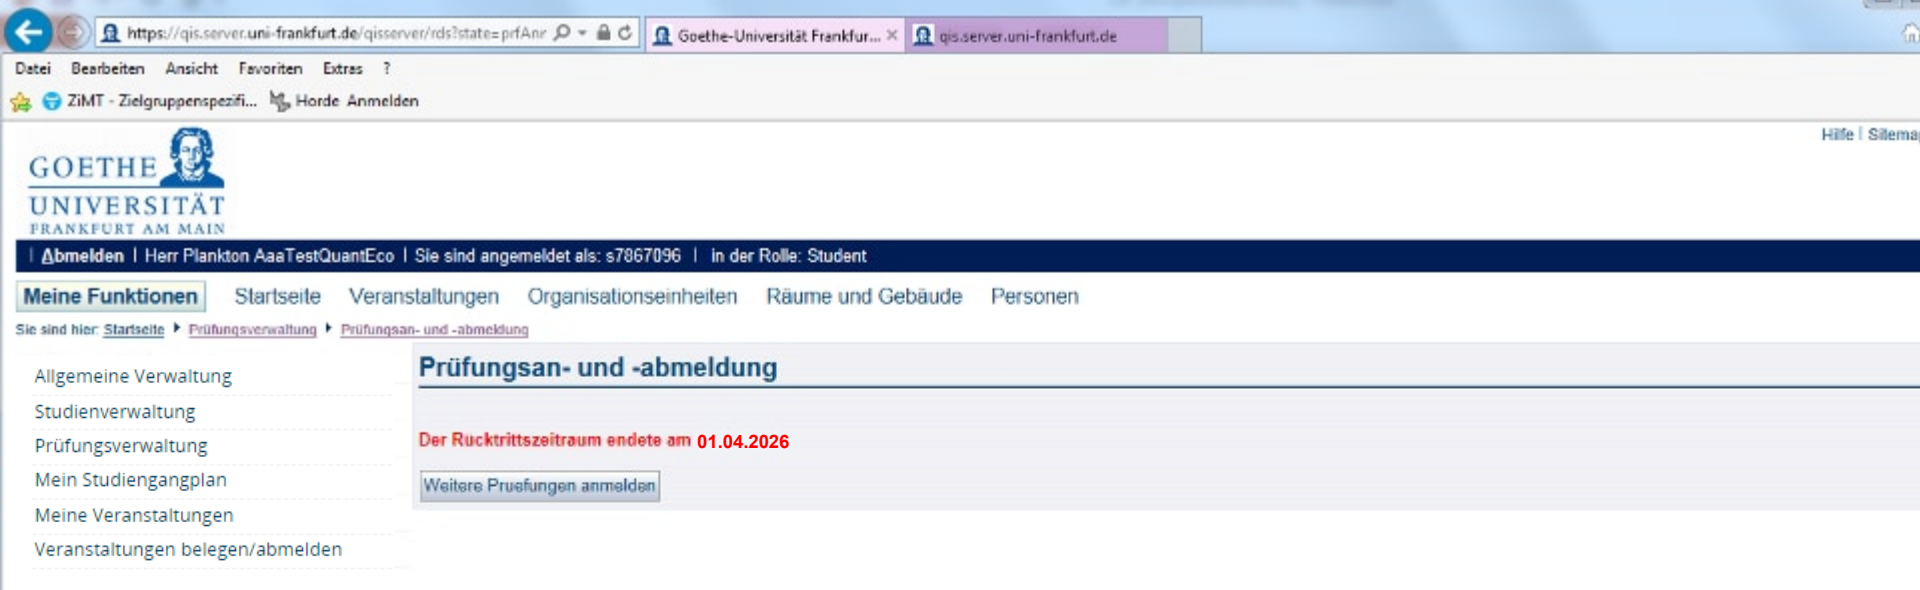 https://qis.server.uni-frankfurt.de/qisserver/rds?state=prfAnr
Goethe-Universität Frankfur... ×
qis.server.uni-frankfurt.de
Datei Bearbeiten Ansicht Favoriten Extras ?
ZiMT - Zielgruppenspezifi... Horde Anmelden
Hilfe | Sitemap
GOETHE
UNIVERSITÄT
FRANKFURT AM MAIN
| Abmelden | Herr Plankton AaaTestQuantEco | Sie sind angemeldet als: s7867096 | in der Rolle: Student
Meine Funktionen Startseite Veranstaltungen Organisationseinheiten Räume und Gebäude Personen
Sie sind hier: Startseite Prüfungsverwaltung Prüfungsan- und -abmeldung
Allgemeine Verwaltung
Studienverwaltung
Prüfungsverwaltung
Mein Studiengangplan
Meine Veranstaltungen
Veranstaltungen belegen/abmelden
Prüfungsan- und -abmeldung
Der Rücktrittszeitraum endete am 01.04.2026
Weitere Pruefungen anmelden